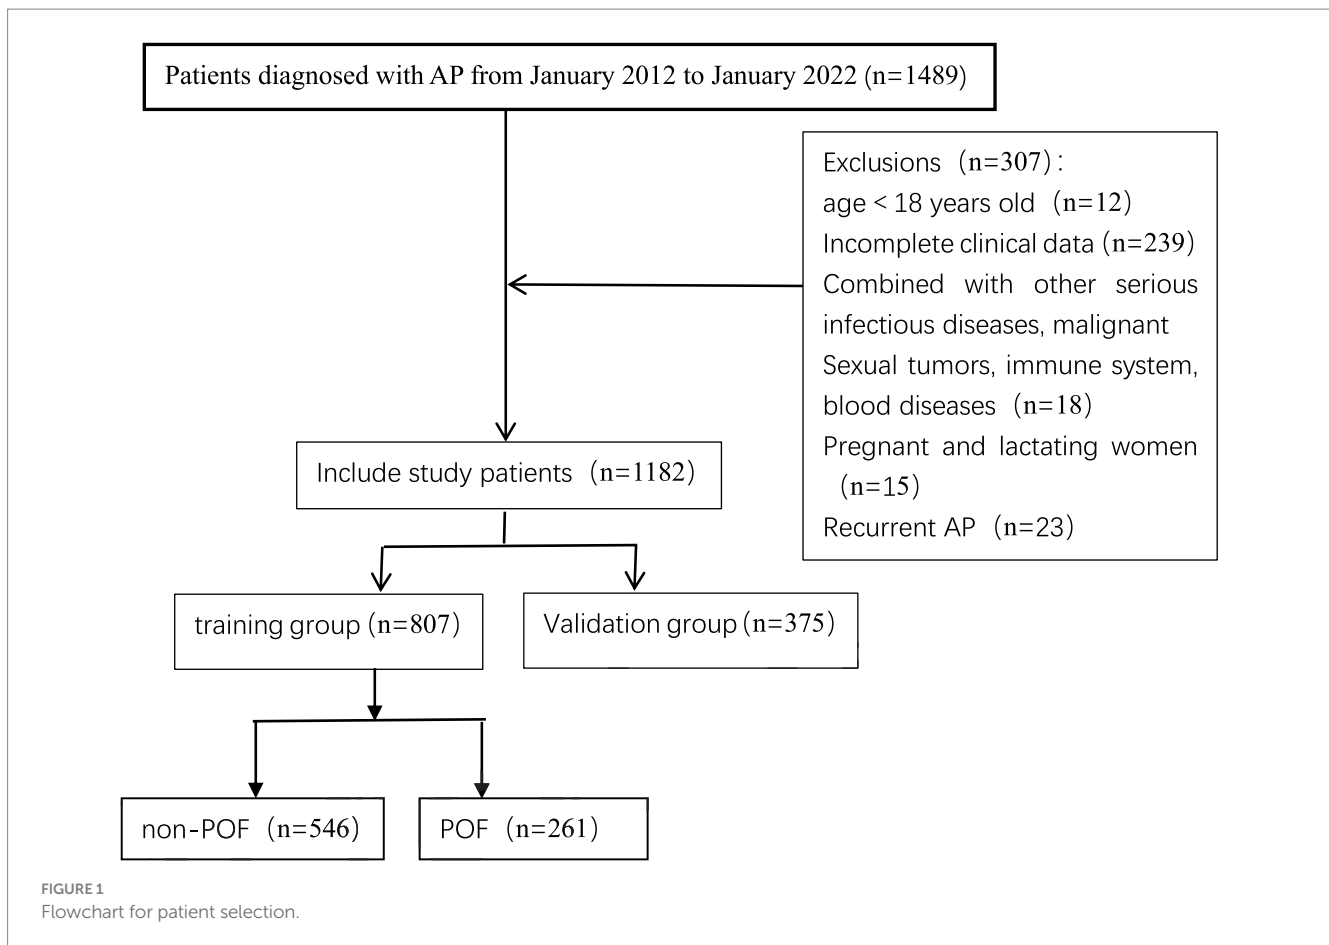 Patients diagnosed with AP from January 2012 to January 2022 (n=1489)
Exclusions（n=307）:
age < 18 years old（n=12）
Incomplete clinical data (n=239)
Combined with other serious
infectious diseases, malignant
Sexual tumors, immune system,
blood diseases（n=18）
Pregnant and lactating women
（n=15）
Recurrent AP（n=23）
Include study patients（n=1182）
training group (n=807)
Validation group (n=375)
non-POF（n=546）
POF（n=261）
FIGURE 1
Flowchart for patient selection.